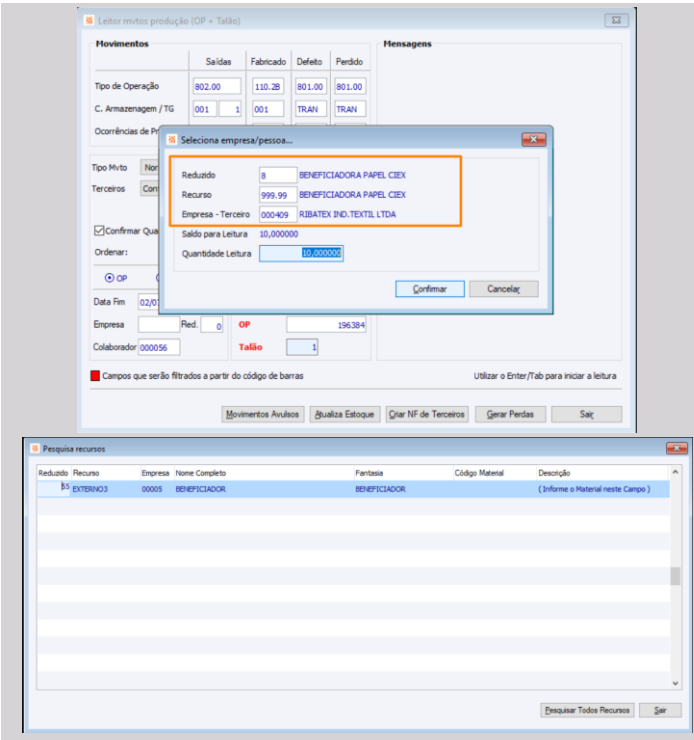 Leitor mvtos produção (OP + Talão)
Movimentos
Mensagens
Saídas Fabricado Defeito Perdido
Tipo de Operação 802.00 110.2B 801.00 801.00
C. Armazenagem / TG 001 1 001 TRAN TRAN
Ocorrências de
Seleciona empresa/pessoa...
Reduzido 8 BENEFICIADORA PAPEL CIEX
Recurso 999.99 BENEFICIADORA PAPEL CIEX
Empresa - Terceiro 000409 RIBATEX IND.TEXTIL LTDA
Saldo para Leitura 10,000000
Quantidade Leitura 10,000000
Confirmar Cancelar
Tipo Mvto
Terceiros
Confirmar
Ordenar:
OP
Data Fim
Empresa Red. 0 OP 196384
Colaborador 000056 Talão 1
Campos que serão filtrados a partir do código de barras
Utilizar o Enter/Tab para iniciar a leitura
Movimentos Avulsos Atualiza Estoque Criar NF de Terceiros Gerar Perdas Sair
Pesquisa recursos
Reduzido Recurso Empresa Nome Completo Fantasia Código Material Descrição
55 EXTERNO3 00005 BENEFICIADOR BENEFICIADOR ( Informe o Material neste Campo )
Pesquisar Todos Recursos Sair